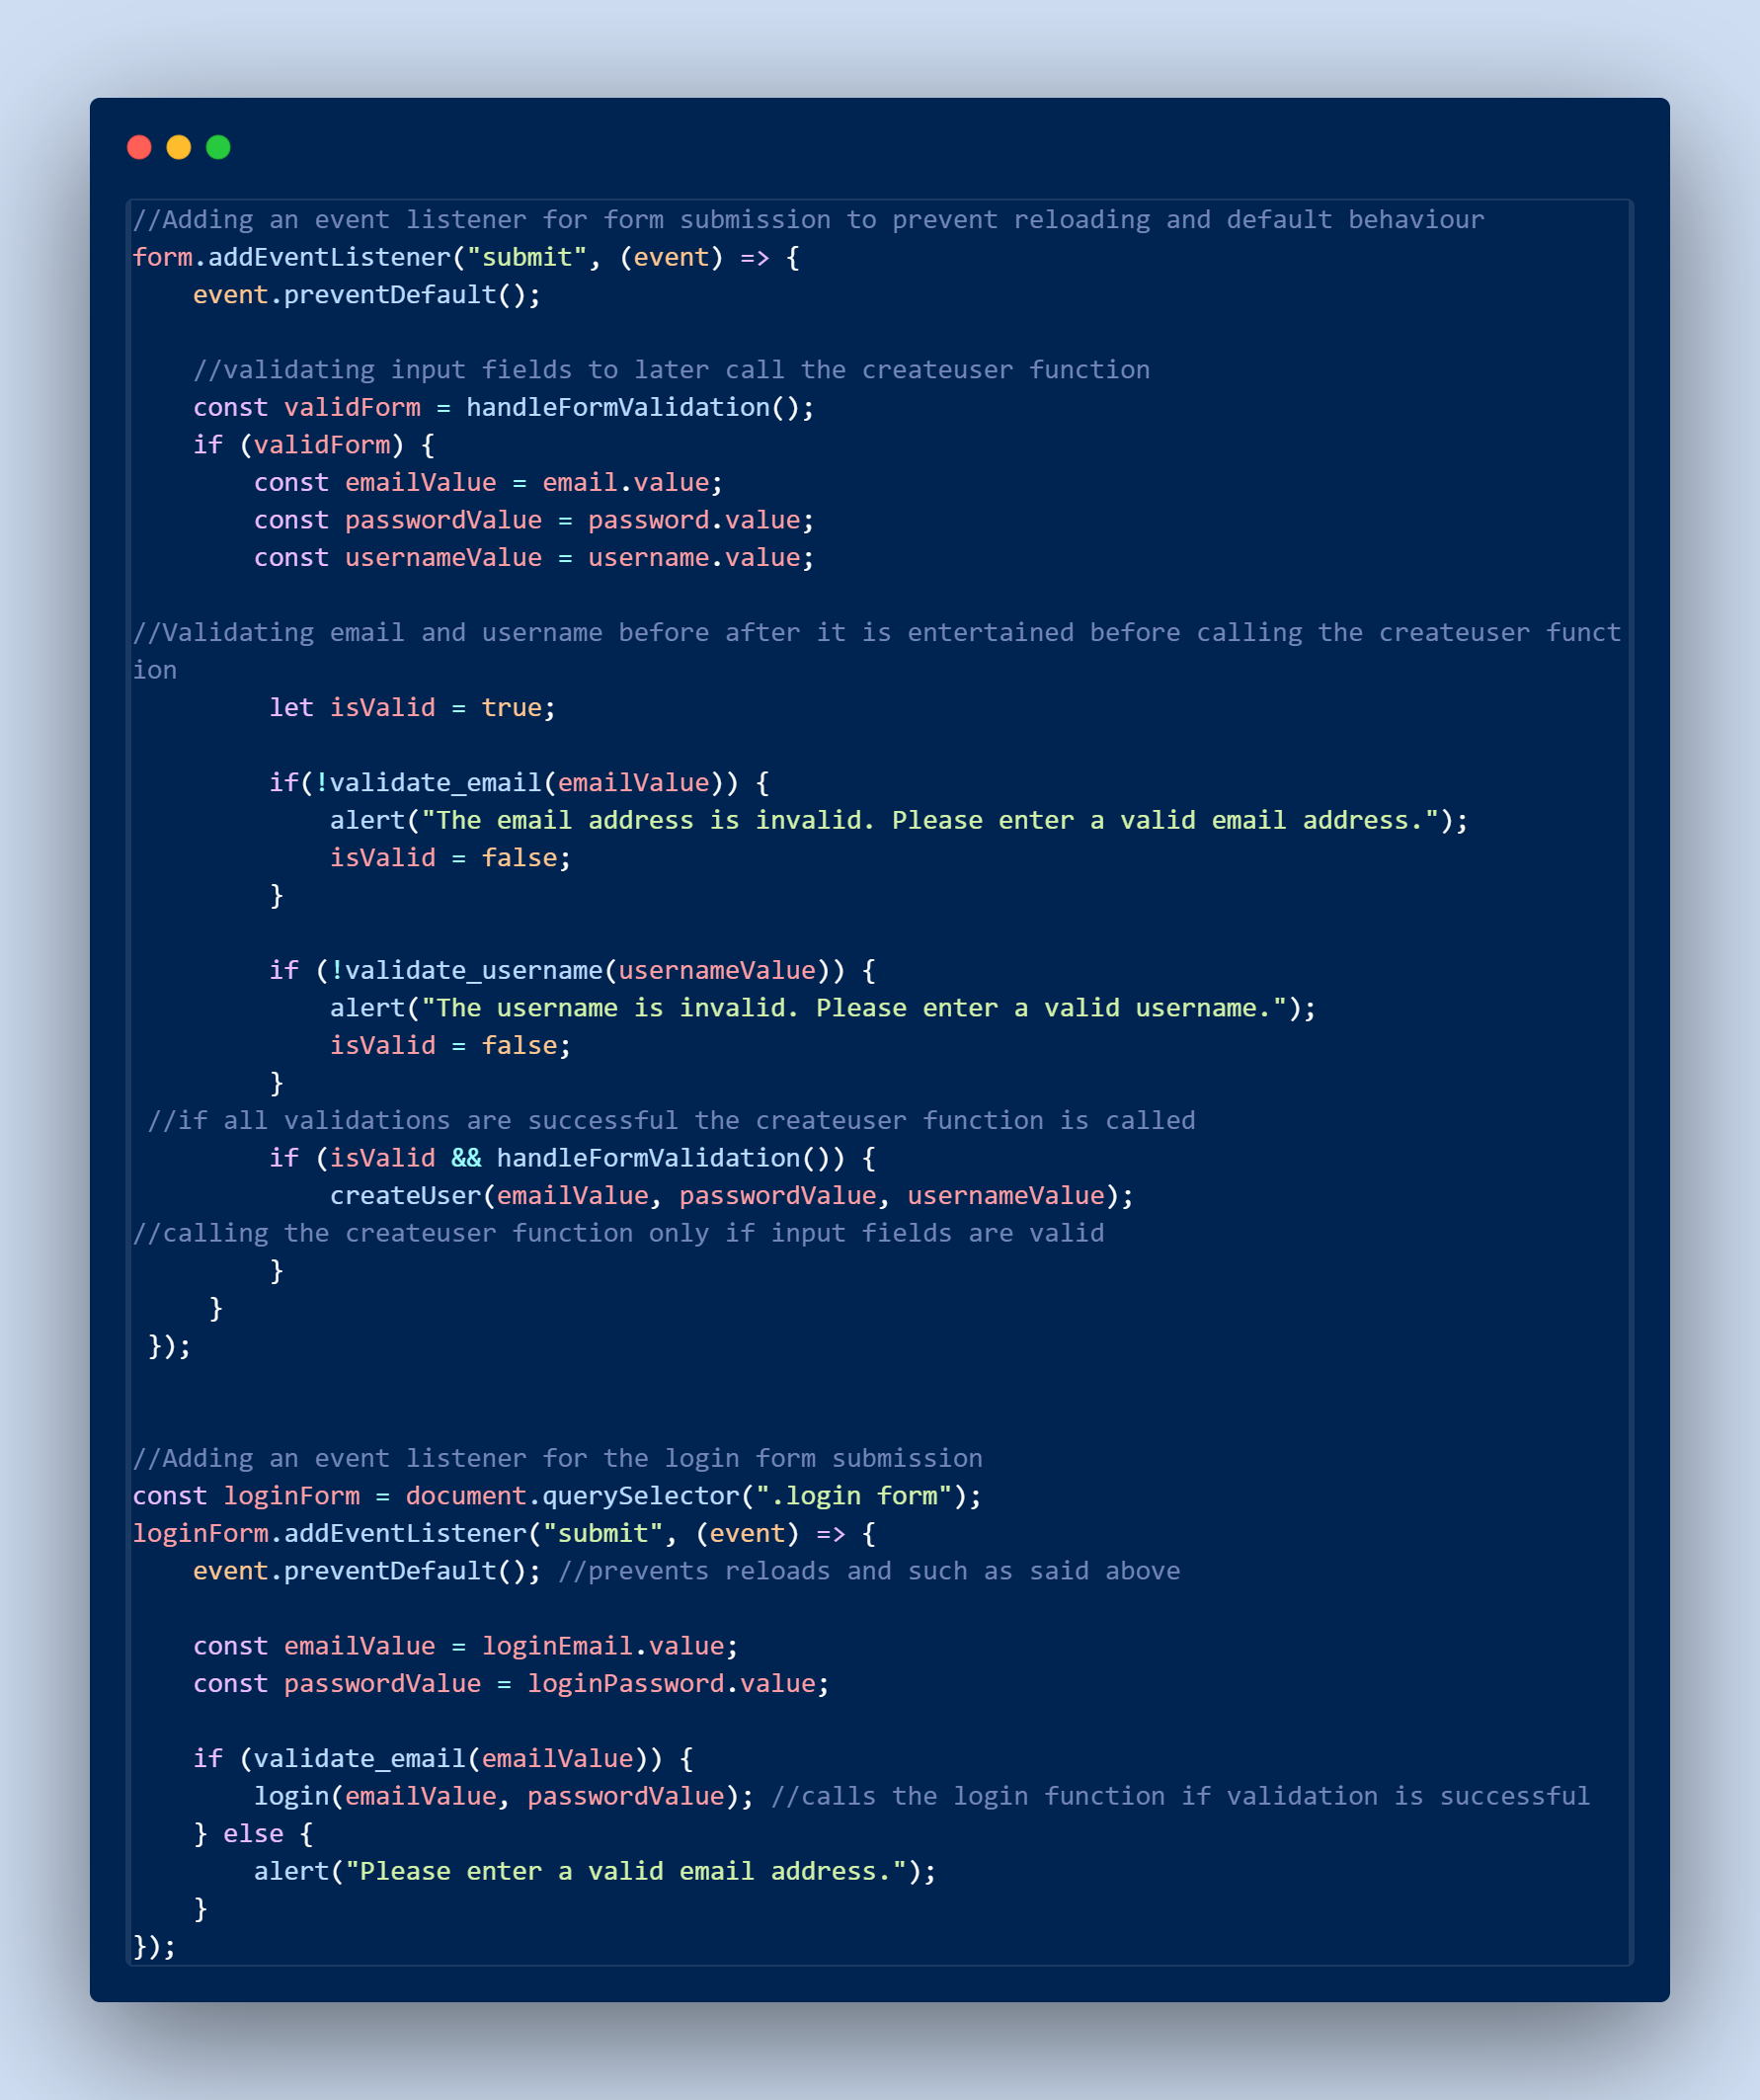 //Adding an event listener for form submission to prevent reloading and default behaviour
form.addEventListener("submit", (event) => {
    event.preventDefault();

    //validating input fields to later call the createuser function
    const validForm = handleFormValidation();
    if (validForm) {
        const emailValue = email.value;
        const passwordValue = password.value;
        const usernameValue = username.value;

//Validating email and username before after it is entertained before calling the createuser funct
ion
         let isValid = true;

         if(!validate_email(emailValue)) {
             alert("The email address is invalid. Please enter a valid email address.");
             isValid = false;
         }

         if (!validate_username(usernameValue)) {
             alert("The username is invalid. Please enter a valid username.");
             isValid = false;
         }
 //if all validations are successful the createuser function is called
         if (isValid && handleFormValidation()) {
             createUser(emailValue, passwordValue, usernameValue);
//calling the createuser function only if input fields are valid
         }
     }
 });


//Adding an event listener for the login form submission
const loginForm = document.querySelector(".login form");
loginForm.addEventListener("submit", (event) => {
    event.preventDefault(); //prevents reloads and such as said above

    const emailValue = loginEmail.value;
    const passwordValue = loginPassword.value;

    if (validate_email(emailValue)) {
        login(emailValue, passwordValue); //calls the login function if validation is successful
    } else {
        alert("Please enter a valid email address.");
    }
});